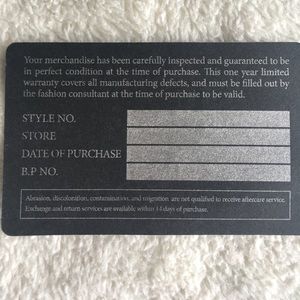 Your merchandise has been carefully inspected and guaranteed to be
in perfect condition at the time of purchase. This one year limited
warranty covers all manufacturing defects, and must be filled out by
the fashion consultant at the time of purchase to be valid.
STYLE NO.
STORE
DATE OF PURCHASE
B.P NO.
Abrasion, discoloration, contamination, and migration are not qualified to receive aftercare service.
Exchange and return services are available within 14 days of purchase.